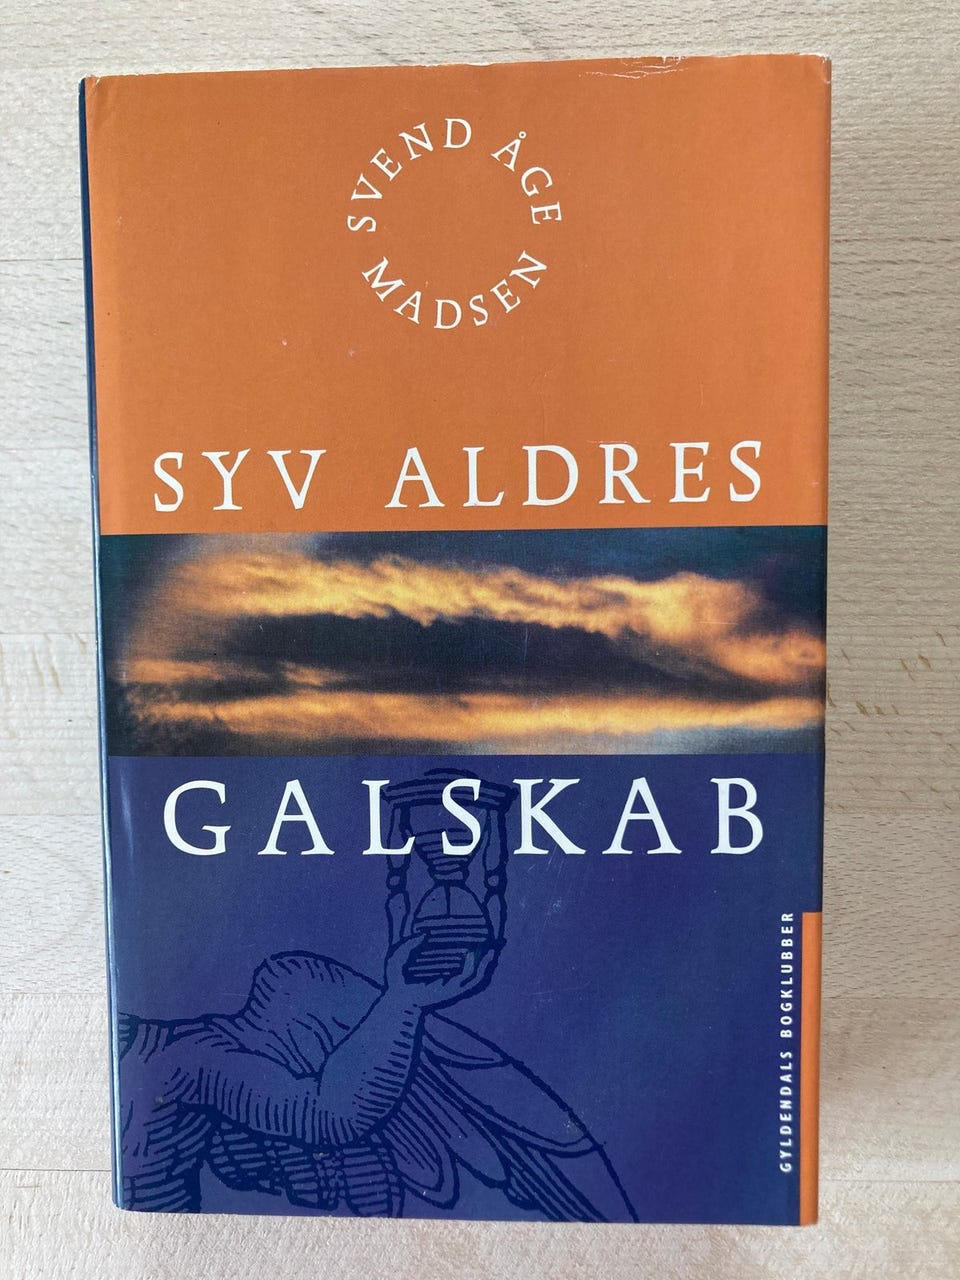 SVEND ÅGE
MADSEN
SYV ALDRES
GALSKAB
GYLDENDALS BOGKLUBBER